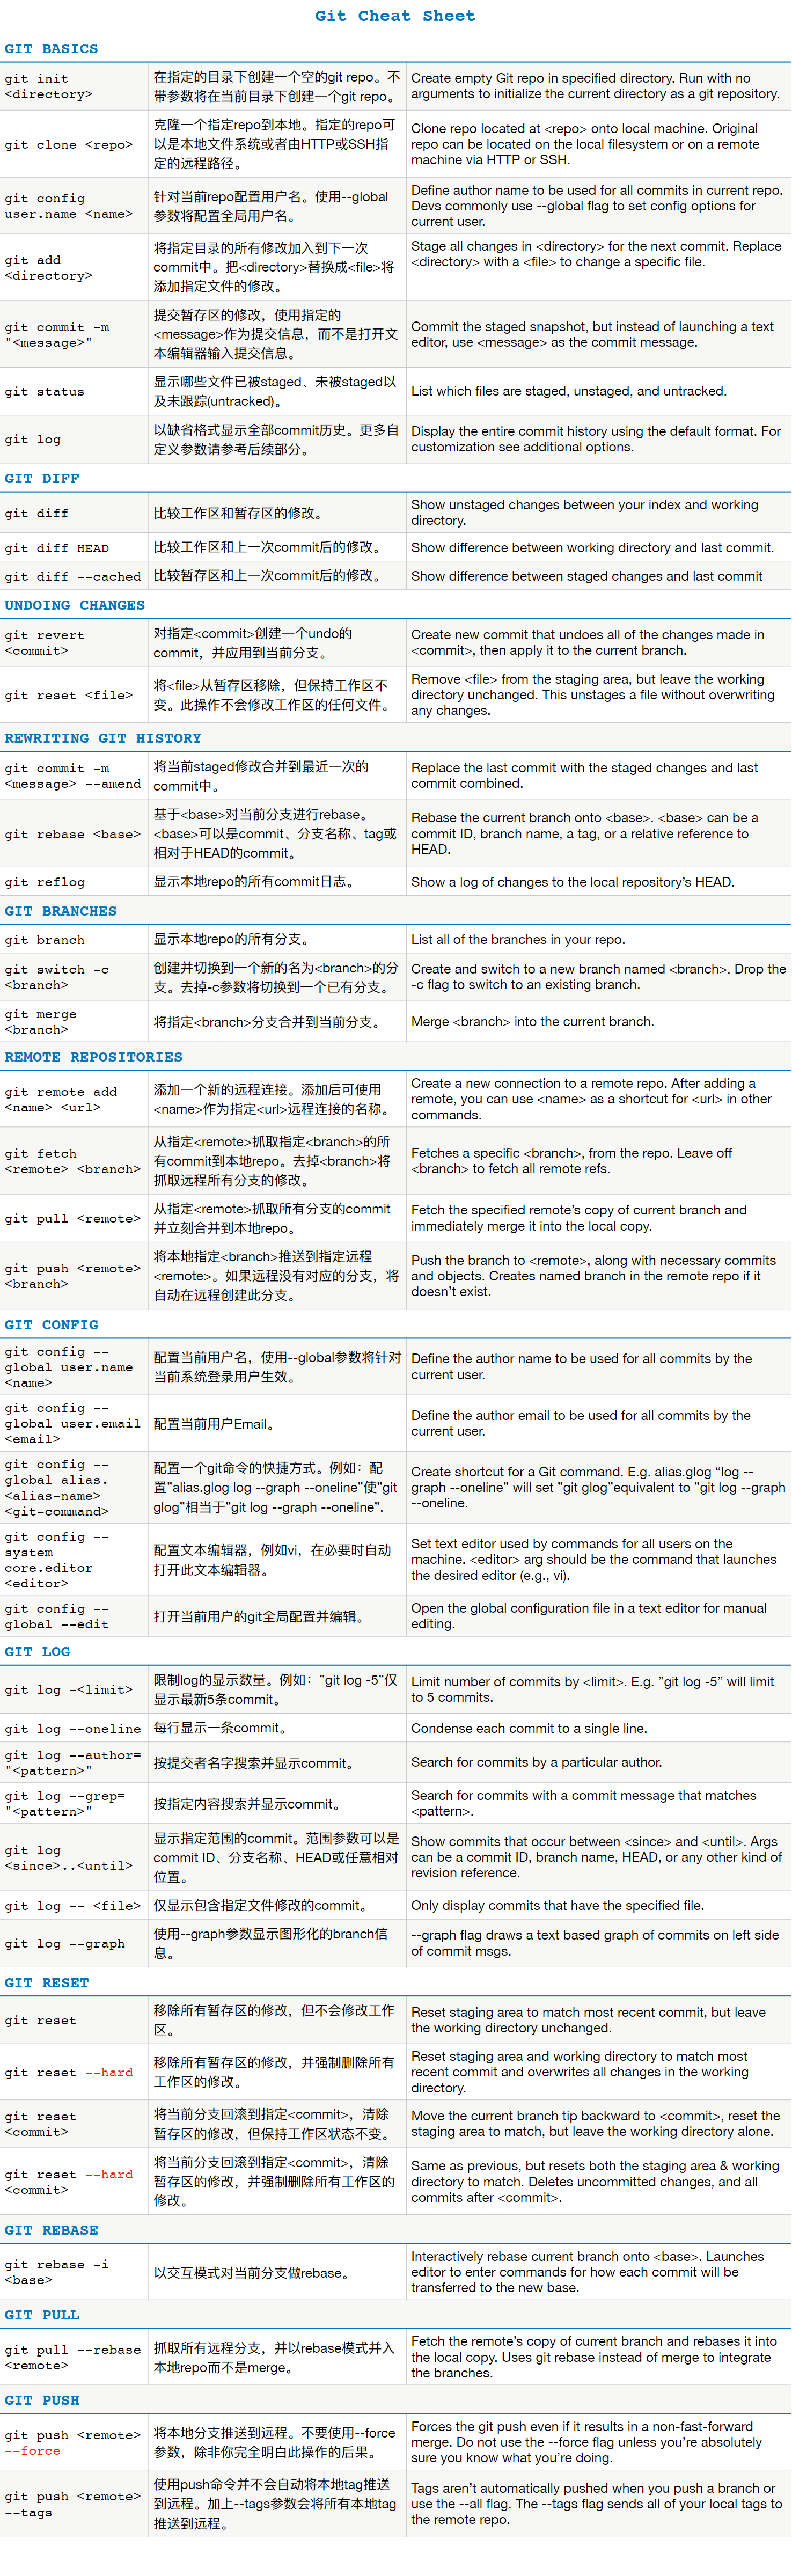 Git Cheat Sheet
GIT BASICS
git init
<directory>
在指定的目录下创建一个空的git repo。不
带参数将在当前目录下创建一个git repo。
Create empty Git repo in specified directory. Run with no
arguments to initialize the current directory as a git repository.
git clone <repo>
克隆一个指定repo到本地。指定的repo可
以是本地文件系统或者由HTTP或SSH指
定的远程路径。
Clone repo located at <repo> onto local machine. Original
repo can be located on the local filesystem or on a remote
machine via HTTP or SSH.
git config
user.name <name>
针对当前repo配置用户名。使用--global
参数将配置全局用户名。
Define author name to be used for all commits in current repo.
Devs commonly use --global flag to set config options for
current user.
git add
<directory>
将指定目录的所有修改加入到下一次
commit中。把<directory>替换成<file>将
添加指定文件的修改。
Stage all changes in <directory> for the next commit. Replace
<directory> with a <file> to change a specific file.
git commit -m
"<message>"
提交暂存区的修改，使用指定的
<message>作为提交信息，而不是打开文
本编辑器输入提交信息。
Commit the staged snapshot, but instead of launching a text
editor, use <message> as the commit message.
git status
显示哪些文件已被staged、未被staged以
及未跟踪(untracked)。
List which files are staged, unstaged, and untracked.
git log
以缺省格式显示全部commit历史。更多自
定义参数请参考后续部分。
Display the entire commit history using the default format. For
customization see additional options.
GIT DIFF
git diff
比较工作区和暂存区的修改。
Show unstaged changes between your index and working
directory.
git diff HEAD
比较工作区和上一次commit后的修改。
Show difference between working directory and last commit.
git diff --cached
比较暂存区和上一次commit后的修改。
Show difference between staged changes and last commit
UNDOING CHANGES
git revert
<commit>
对指定<commit>创建一个undo的
commit，并应用到当前分支。
Create new commit that undoes all of the changes made in
<commit>, then apply it to the current branch.
git reset <file>
将<file>从暂存区移除，但保持工作区不
变。此操作不会修改工作区的任何文件。
Remove <file> from the staging area, but leave the working
directory unchanged. This unstages a file without overwriting
any changes.
REWRITING GIT HISTORY
git commit -m
<message> --amend
将当前staged修改合并到最近一次的
commit中。
Replace the last commit with the staged changes and last
commit combined.
git rebase <base>
基于<base>对当前分支进行rebase。
<base>可以是commit、分支名称、tag或
相对于HEAD的commit。
Rebase the current branch onto <base>. <base> can be a
commit ID, branch name, a tag, or a relative reference to
HEAD.
git reflog
显示本地repo的所有commit日志。
Show a log of changes to the local repository's HEAD.
GIT BRANCHES
git branch
显示本地repo的所有分支。
List all of the branches in your repo.
git switch -c
<branch>
创建并切换到一个新的名为<branch>的分
支。去掉-c参数将切换到一个已有分支。
Create and switch to a new branch named <branch>. Drop the
-c flag to switch to an existing branch.
git merge
<branch>
将指定<branch>分支合并到当前分支。
Merge <branch> into the current branch.
REMOTE REPOSITORIES
git remote add
<name> <url>
添加一个新的远程连接。添加后可使用
<name>作为指定<url>远程连接的名称。
Create a new connection to a remote repo. After adding a
remote, you can use <name> as a shortcut for <url> in other
commands.
git fetch
<remote> <branch>
从指定<remote>抓取指定<branch>的所
有commit到本地repo。去掉<branch>将
抓取远程所有分支的修改。
Fetches a specific <branch>, from the repo. Leave off
<branch> to fetch all remote refs.
git pull <remote>
从指定<remote>抓取所有分支的commit
并立刻合并到本地repo。
Fetch the specified remote's copy of current branch and
immediately merge it into the local copy.
git push <remote>
<branch>
将本地指定<branch>推送到指定远程
<remote>。如果远程没有对应的分支，将
自动在远程创建此分支。
Push the branch to <remote>, along with necessary commits
and objects. Creates named branch in the remote repo if it
doesn't exist.
GIT CONFIG
git config --
global user.name
<name>
配置当前用户名，使用--global参数将针对
当前系统登录用户生效。
Define the author name to be used for all commits by the
current user.
git config --
global user.email
<email>
配置当前用户Email。
Define the author email to be used for all commits by the
current user.
git config --
global alias.
<alias-name>
<git-command>
配置一个git命令的快捷方式。例如：配
置"alias.glog log --graph --oneline"使"git
glog"相当于"git log --graph --oneline".
Create shortcut for a Git command. E.g. alias.glog “log --
graph --oneline” will set ”git glog”equivalent to ”git log --graph
--oneline.
git config --
system
core.editor
<editor>
配置文本编辑器，例如vi，在必要时自动
打开此文本编辑器。
Set text editor used by commands for all users on the
machine. <editor> arg should be the command that launches
the desired editor (e.g., vi).
git config --
global --edit
打开当前用户的git全局配置并编辑。
Open the global configuration file in a text editor for manual
editing.
GIT LOG
git log -<limit>
限制log的显示数量。例如：”git log -5”仅
显示最新5条commit。
Limit number of commits by <limit>. E.g. ”git log -5” will limit
to 5 commits.
git log --oneline
每行显示一条commit。
Condense each commit to a single line.
git log --author=
"<pattern>"
按提交者名字搜索并显示commit。
Search for commits by a particular author.
git log --grep=
"<pattern>"
按指定内容搜索并显示commit。
Search for commits with a commit message that matches
<pattern>.
git log
<since>..<until>
显示指定范围的commit。范围参数可以是
commit ID、分支名称、HEAD或任意相对
位置。
Show commits that occur between <since> and <until>. Args
can be a commit ID, branch name, HEAD, or any other kind of
revision reference.
git log -- <file>
仅显示包含指定文件修改的commit。
Only display commits that have the specified file.
git log --graph
使用--graph参数显示图形化的branch信
息。
--graph flag draws a text based graph of commits on left side
of commit msgs.
GIT RESET
git reset
移除所有暂存区的修改，但不会修改工作
区。
Reset staging area to match most recent commit, but leave
the working directory unchanged.
git reset --hard
移除所有暂存区的修改，并强制删除所有
工作区的修改。
Reset staging area and working directory to match most
recent commit and overwrites all changes in the working
directory.
git reset
<commit>
将当前分支回滚到指定<commit>，清除
暂存区的修改，但保持工作区状态不变。
Move the current branch tip backward to <commit>, reset the
staging area to match, but leave the working directory alone.
git reset --hard
<commit>
将当前分支回滚到指定<commit>，清除
暂存区的修改，并强制删除所有工作区的
修改。
Same as previous, but resets both the staging area & working
directory to match. Deletes uncommitted changes, and all
commits after <commit>.
GIT REBASE
git rebase -i
<base>
以交互模式对当前分支做rebase。
Interactively rebase current branch onto <base>. Launches
editor to enter commands for how each commit will be
transferred to the new base.
GIT PULL
git pull --rebase
<remote>
抓取所有远程分支，并以rebase模式并入
本地repo而不是merge。
Fetch the remote's copy of current branch and rebases it into
the local copy. Uses git rebase instead of merge to integrate
the branches.
GIT PUSH
git push <remote>
--force
将本地分支推送到远程。不要使用--force
参数，除非你完全明白此操作的后果。
Forces the git push even if it results in a non-fast-forward
merge. Do not use the --force flag unless you're absolutely
sure you know what you're doing.
git push <remote>
--tags
使用push命令并不会自动将本地tag推送
到远程。加上--tags参数会将所有本地tag
推送到远程。
Tags aren't automatically pushed when you push a branch or
use the --all flag. The --tags flag sends all of your local tags to
the remote repo.